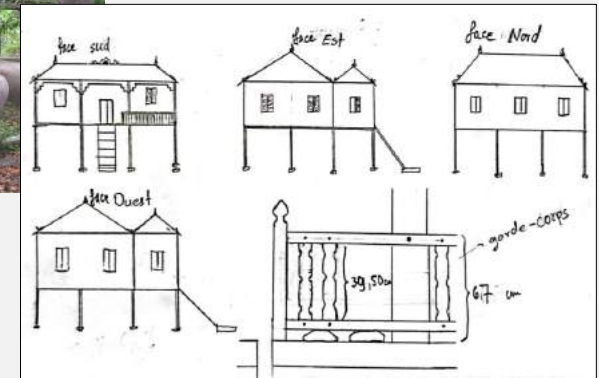 face sud
face Est
face Nord
face Ouest
garde-corps
39,50cm
67 cm